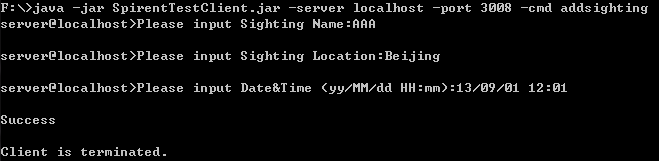 F:\>java -jar SpirentTestClient.jar -server localhost -port 3008 -cmd addsighting
server@localhost>Please input Sighting Name:AAA
server@localhost>Please input Sighting Location:Beijing
server@localhost>Please input Date&Time (yy/MM/dd HH:mm):13/09/01 12:01
Success
Client is terminated.